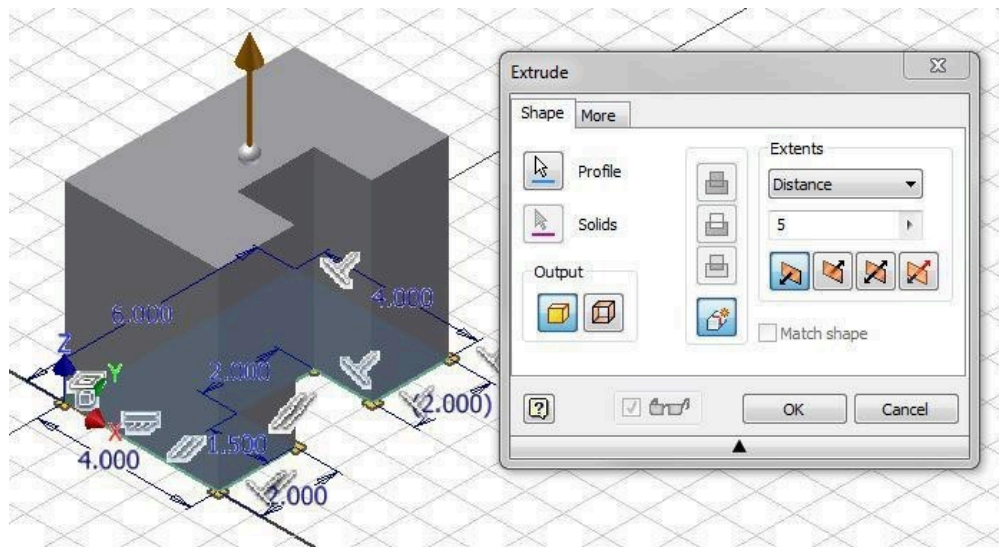 Extrude
Shape
More
Profile
Solids
Output
Extents
Distance
5
Match shape
?
OK
Cancel
6.000
4.000
2.000
(2.000)
1.500
4.000
2.000
Z
Y
X